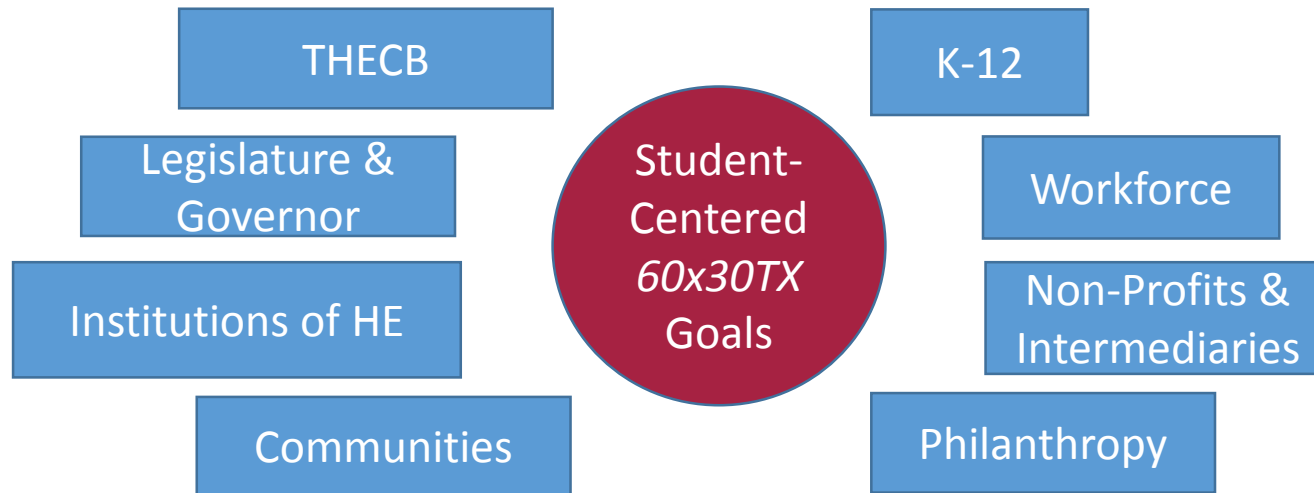 THECB
Legislature &
Governor
Institutions of HE
Communities
Student-
Centered
60x30TX
Goals
K-12
Workforce
Non-Profits &
Intermediaries
Philanthropy